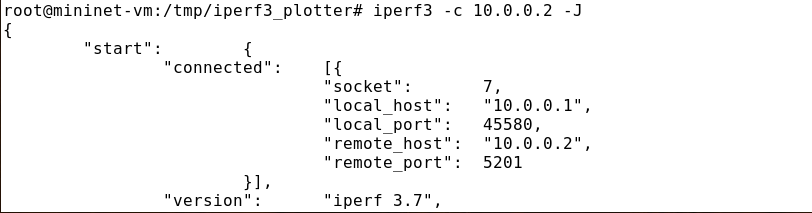 root@mininet-vm:/tmp/iperf3_plotter# iperf3 -c 10.0.0.2 -J
{
        "start":        {
                "connected":    [{
                                "socket":       7,
                                "local_host":   "10.0.0.1",
                                "local_port":   45580,
                                "remote_host":  "10.0.0.2",
                                "remote_port":  5201
                        }],
                "version":      "iperf 3.7",